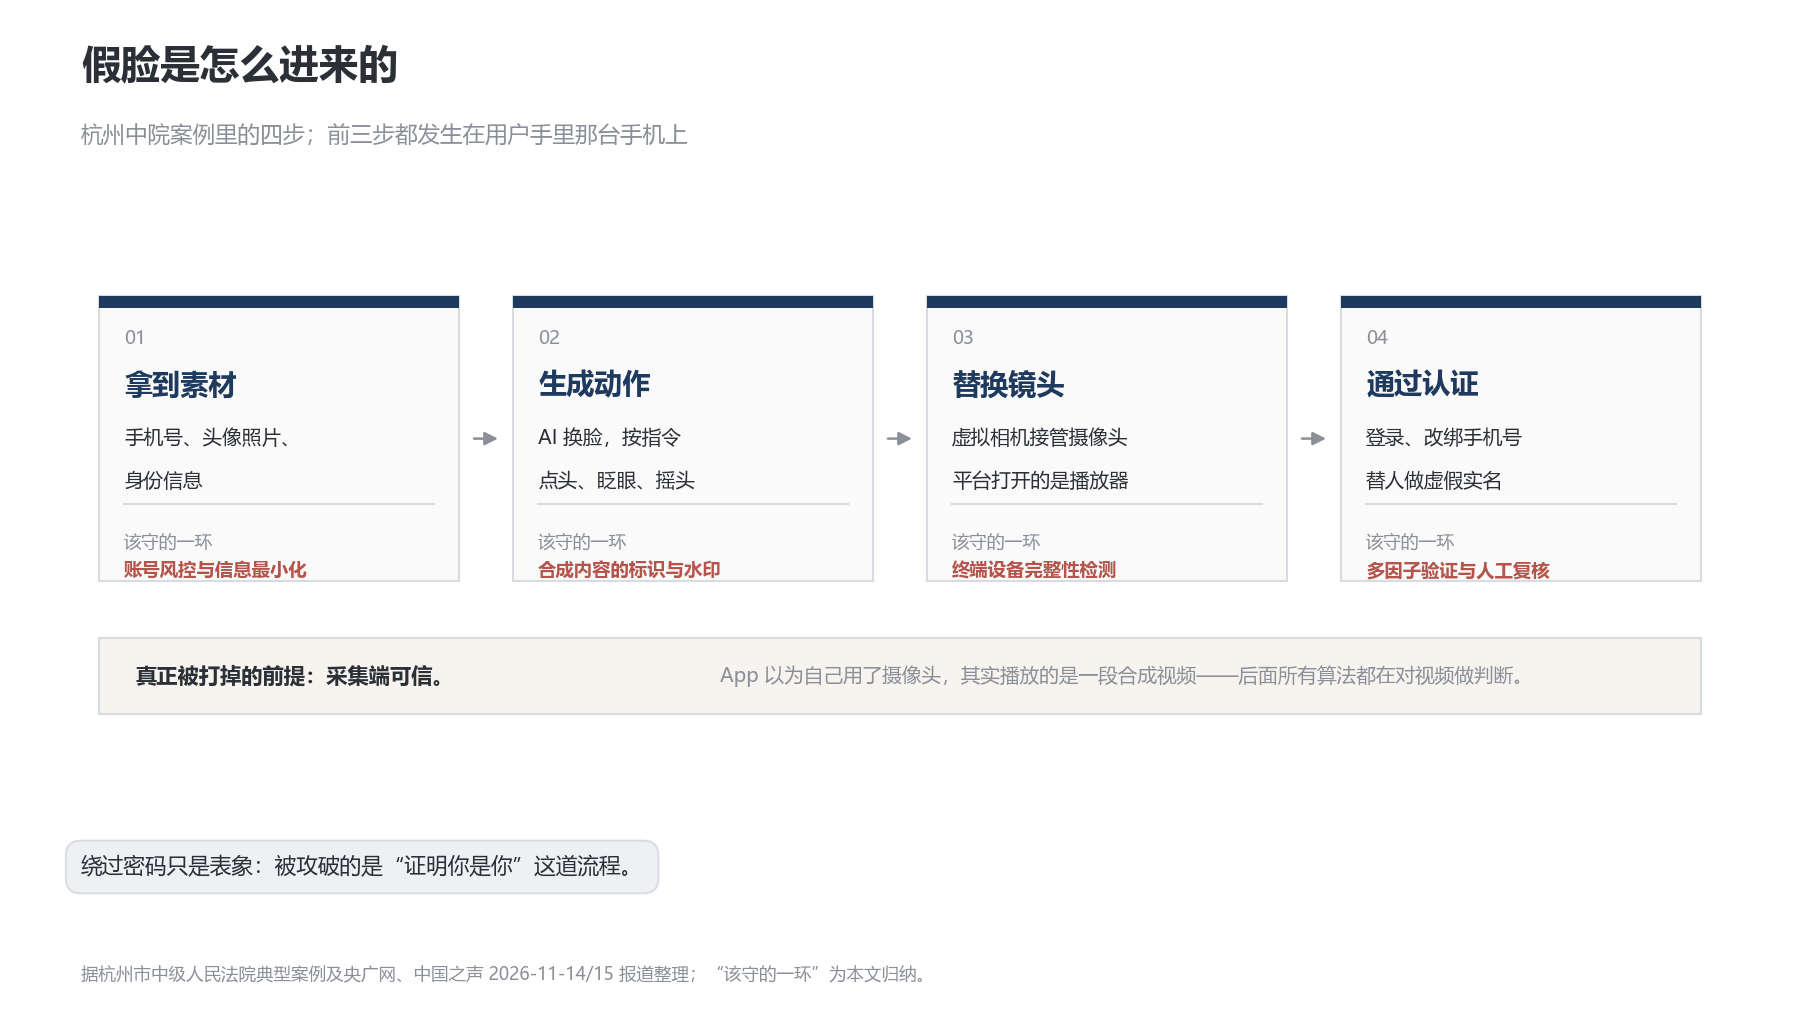 假脸是怎么进来的
杭州中院案例里的四步；前三步都发生在用户手里那台手机上
01
拿到素材
手机号、头像照片、
身份信息
该守的一环
账号风控与信息最小化
02
生成动作
AI 换脸，按指令
点头、眨眼、摇头
该守的一环
合成内容的标识与水印
03
替换镜头
虚拟相机接管摄像头
平台打开的是播放器
该守的一环
终端设备完整性检测
04
通过认证
登录、改绑手机号
替人做虚假实名
该守的一环
多因子验证与人工复核
真正被打掉的前提：采集端可信。
App 以为自己用了摄像头，其实播放的是一段合成视频——后面所有算法都在对视频做判断。
绕过密码只是表象：被攻破的是“证明你是你”这道流程。
据杭州市中级人民法院典型案例及央广网、中国之声 2026-11-14/15 报道整理；“该守的一环”为本文归纳。